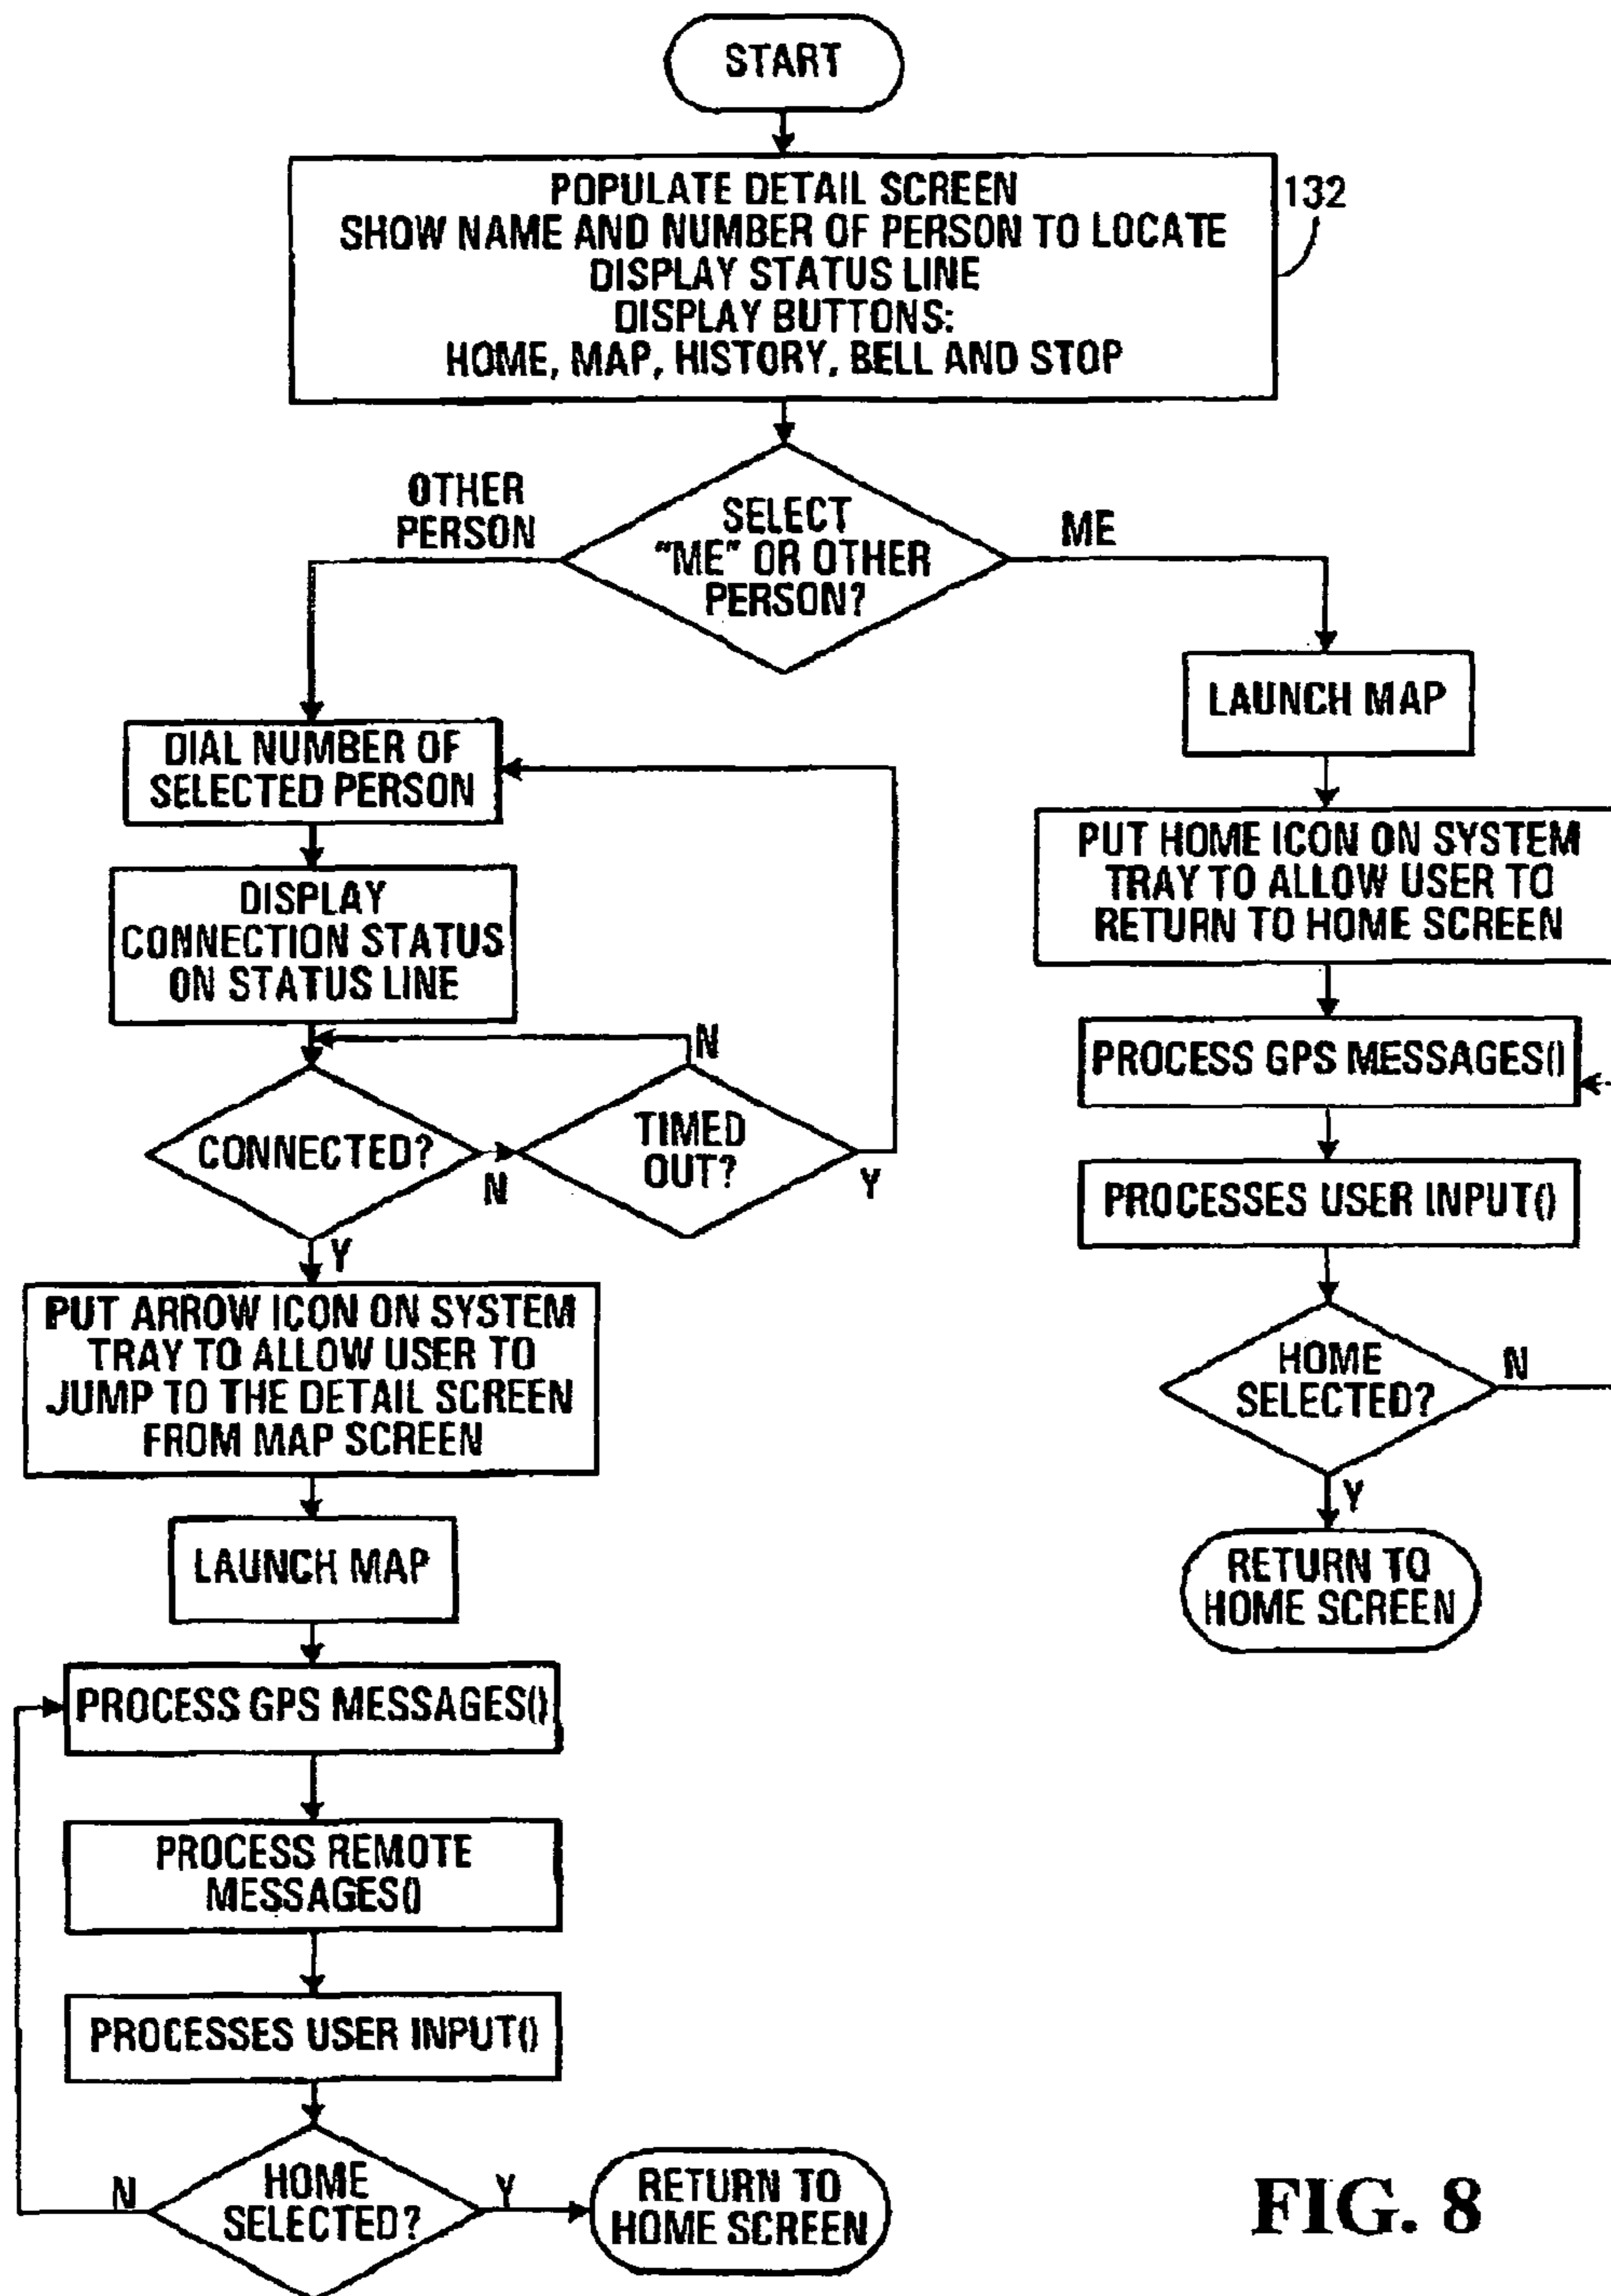 START
POPULATE DETAIL SCREEN
SHOW NAME AND NUMBER OF PERSON TO LOCATE
DISPLAY STATUS LINE
DISPLAY BUTTONS:
HOME, MAP, HISTORY, BELL AND STOP
132
SELECT
"ME" OR OTHER
PERSON?
OTHER
PERSON
ME
DIAL NUMBER OF
SELECTED PERSON
DISPLAY
CONNECTION STATUS
ON STATUS LINE
CONNECTED?
N
TIMED
OUT?
N
Y
Y
PUT ARROW ICON ON SYSTEM
TRAY TO ALLOW USER TO
JUMP TO THE DETAIL SCREEN
FROM MAP SCREEN
LAUNCH MAP
PROCESS GPS MESSAGES()
PROCESS REMOTE
MESSAGES()
PROCESSES USER INPUT()
HOME
SELECTED?
N
Y
RETURN TO
HOME SCREEN
LAUNCH MAP
PUT HOME ICON ON SYSTEM
TRAY TO ALLOW USER TO
RETURN TO HOME SCREEN
PROCESS GPS MESSAGES()
PROCESSES USER INPUT()
HOME
SELECTED?
N
Y
RETURN TO
HOME SCREEN
FIG. 8